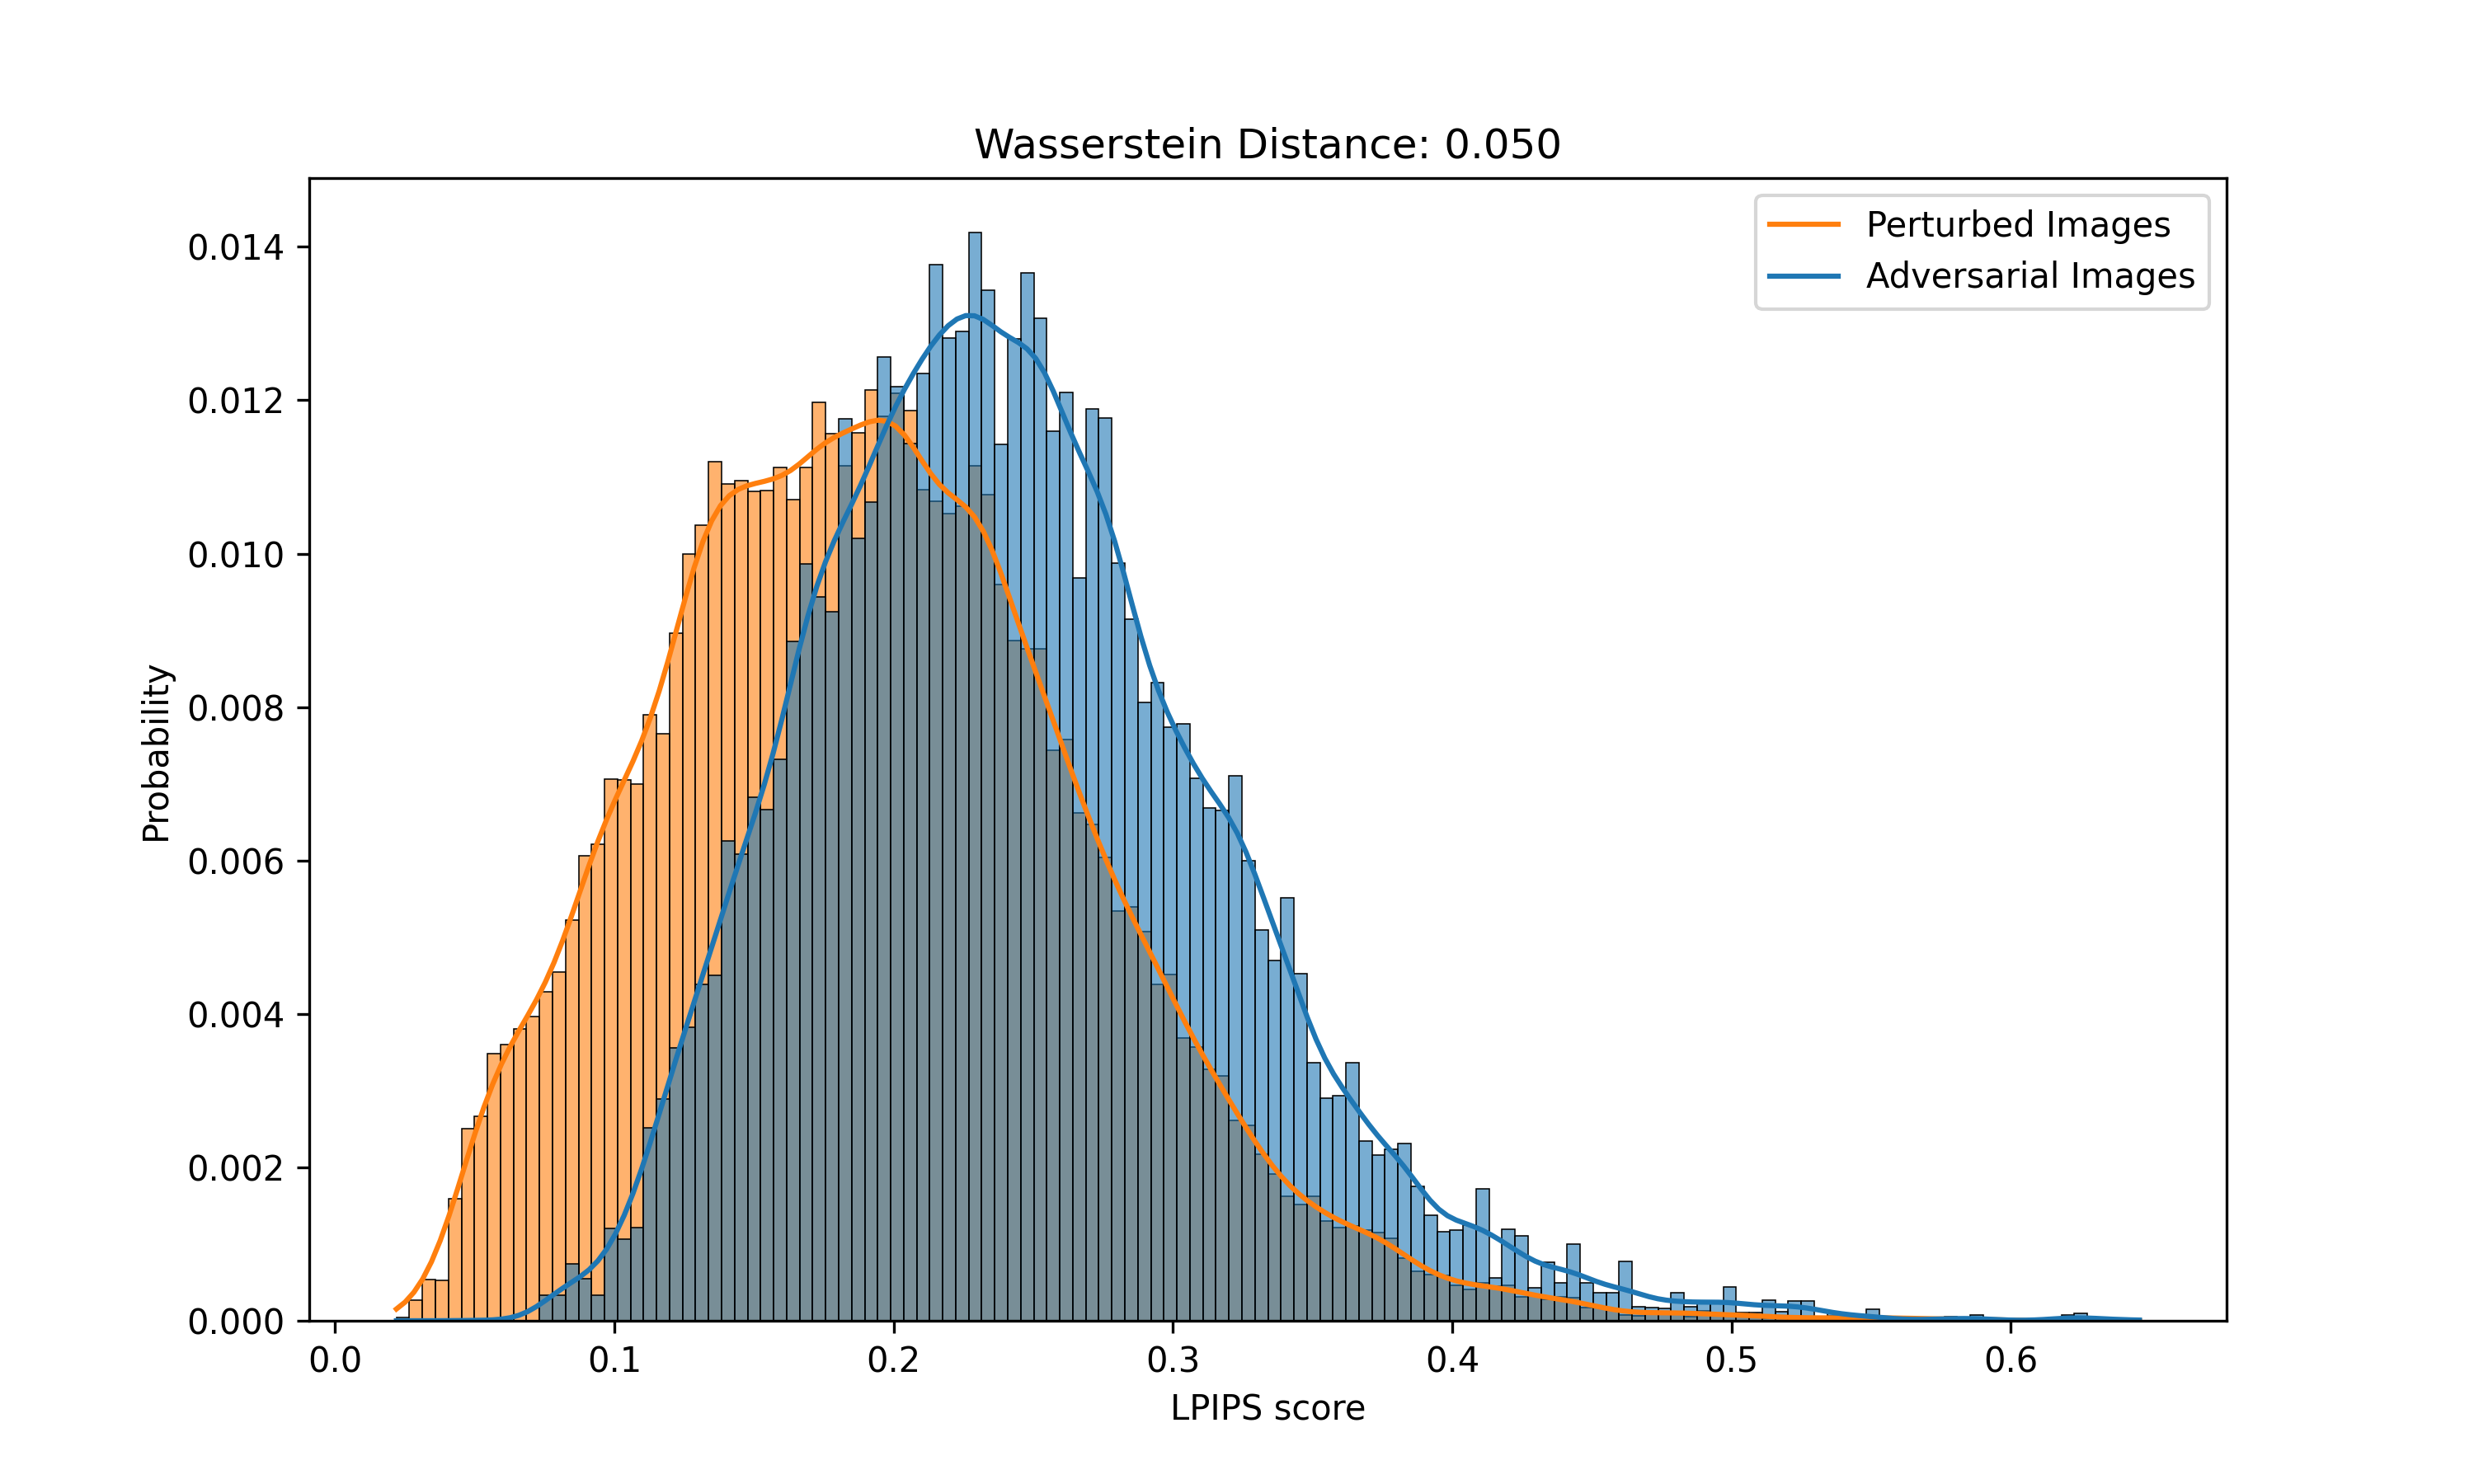 Wasserstein Distance: 0.050
Perturbed Images
Adversarial Images
Probability
0.014
0.012
0.010
0.008
0.006
0.004
0.002
0.000
0.0 0.1 0.2 0.3 0.4 0.5 0.6
LPIPS score